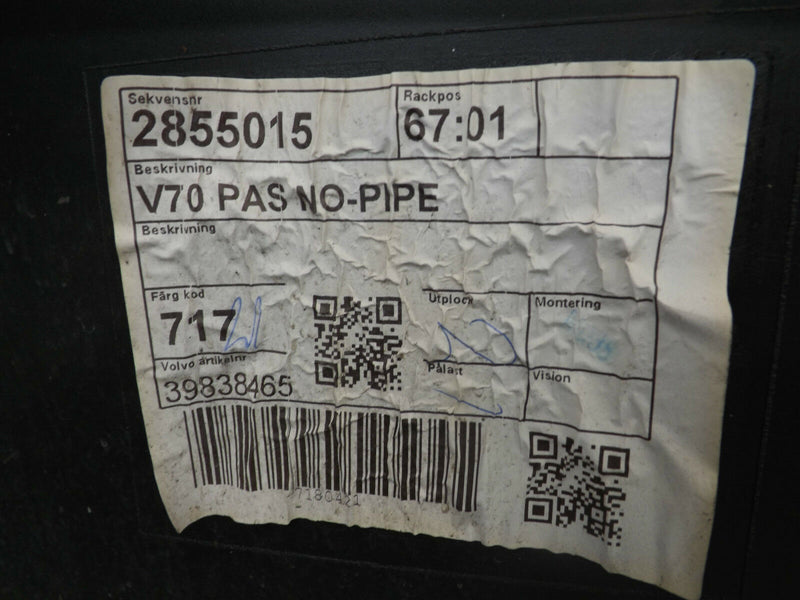 Sekvensnr Rackpos
2855015 67:01
Beskrivning
V70 PAS NO-PIPE
Beskrivning
Färg kod Utplock Montering
717
Volvo artikelnr Pålast Vision
39838465
7180421